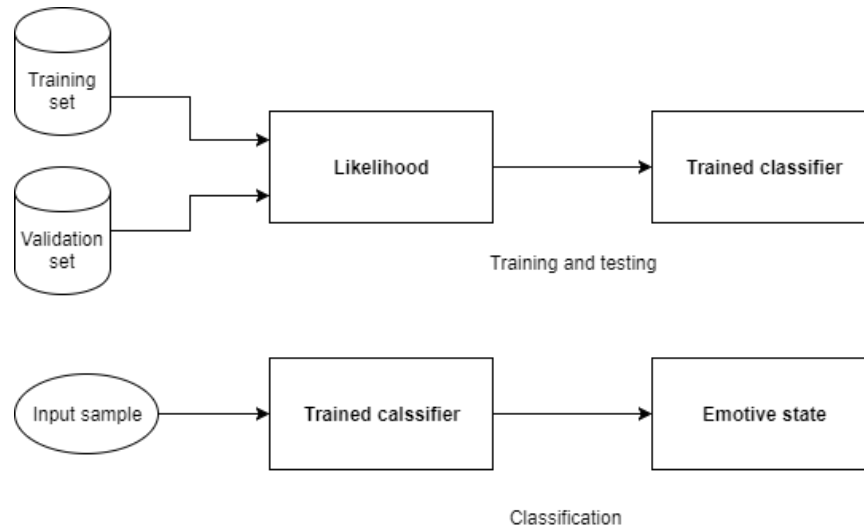 Training
set
Likelihood
Trained classifier
Validation
set
Training and testing
Input sample
Trained calssifier
Emotive state
Classification